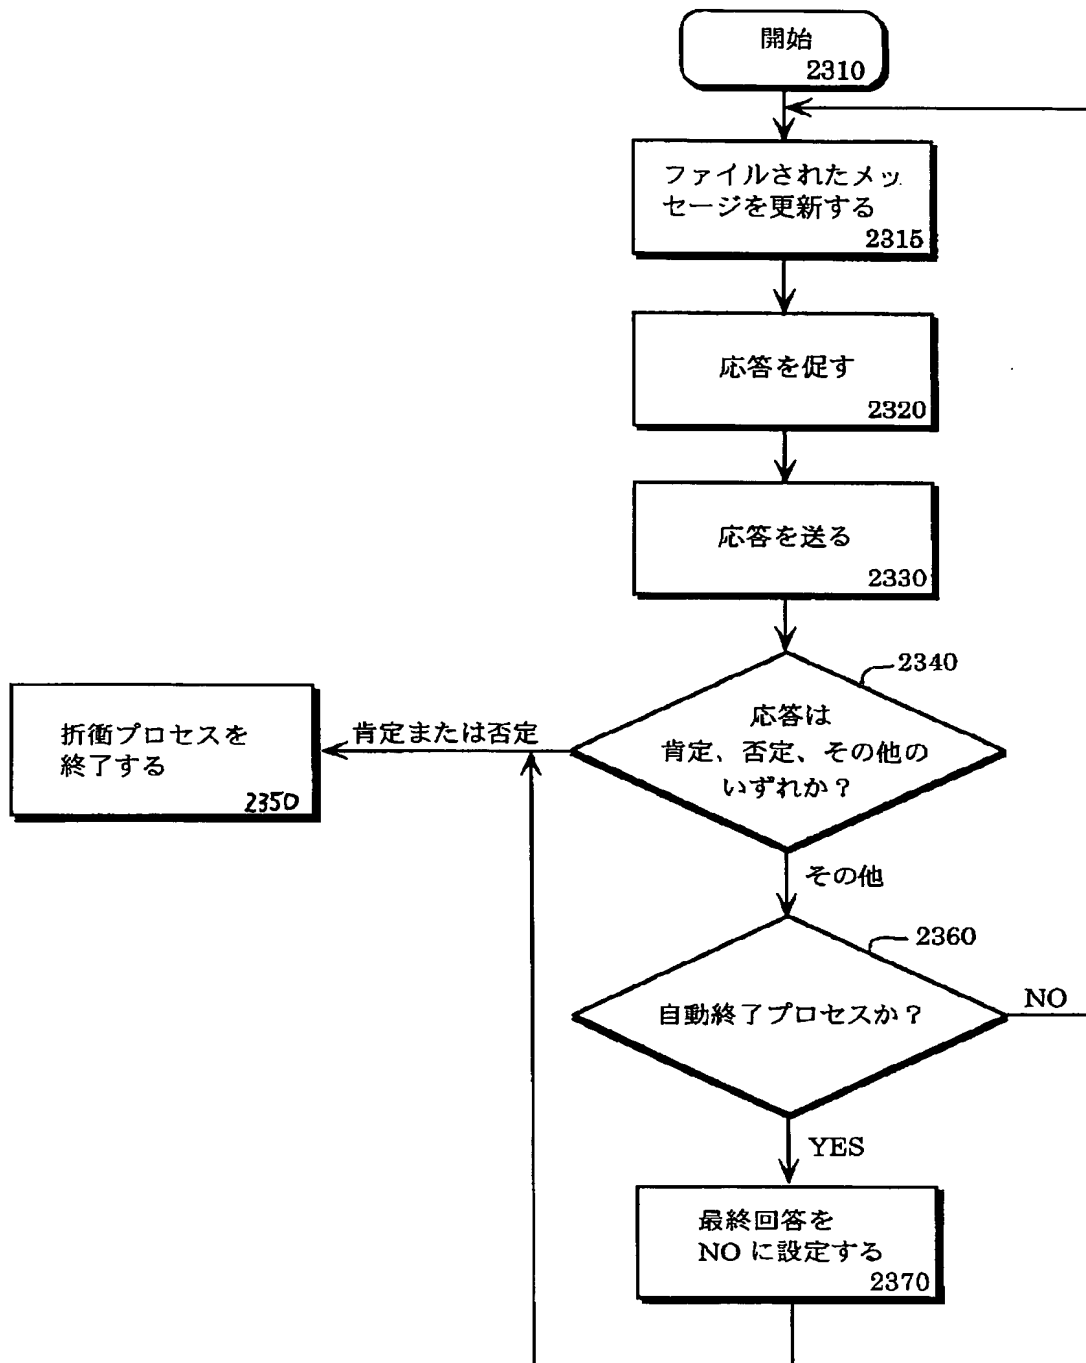 開始
2310
ファイルされたメッ
セージを更新する
2315
応答を促す
2320
応答を送る
2330
2340
応答は
肯定、否定、その他の
いずれか？
肯定または否定
折衝プロセスを
終了する
2350
その他
2360
自動終了プロセスか？
NO
YES
最終回答を
NO に設定する
2370